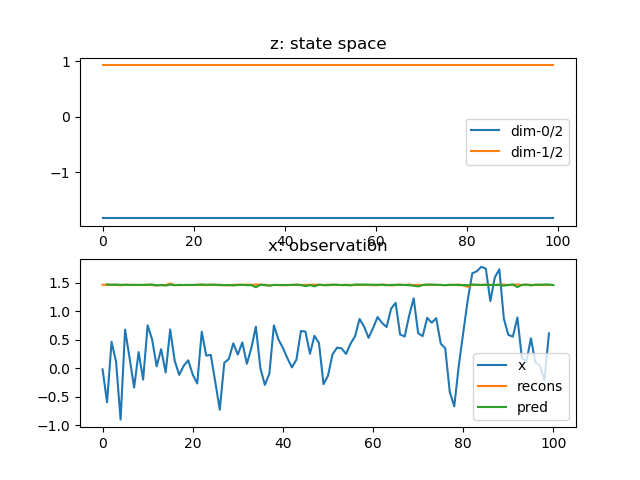 z: state space
1
0
−1
dim-0/2
dim-1/2
0 20 40 60 80 100
x: observation
1.5
1.0
0.5
0.0
−0.5
−1.0
x
recons
pred
0 20 40 60 80 100